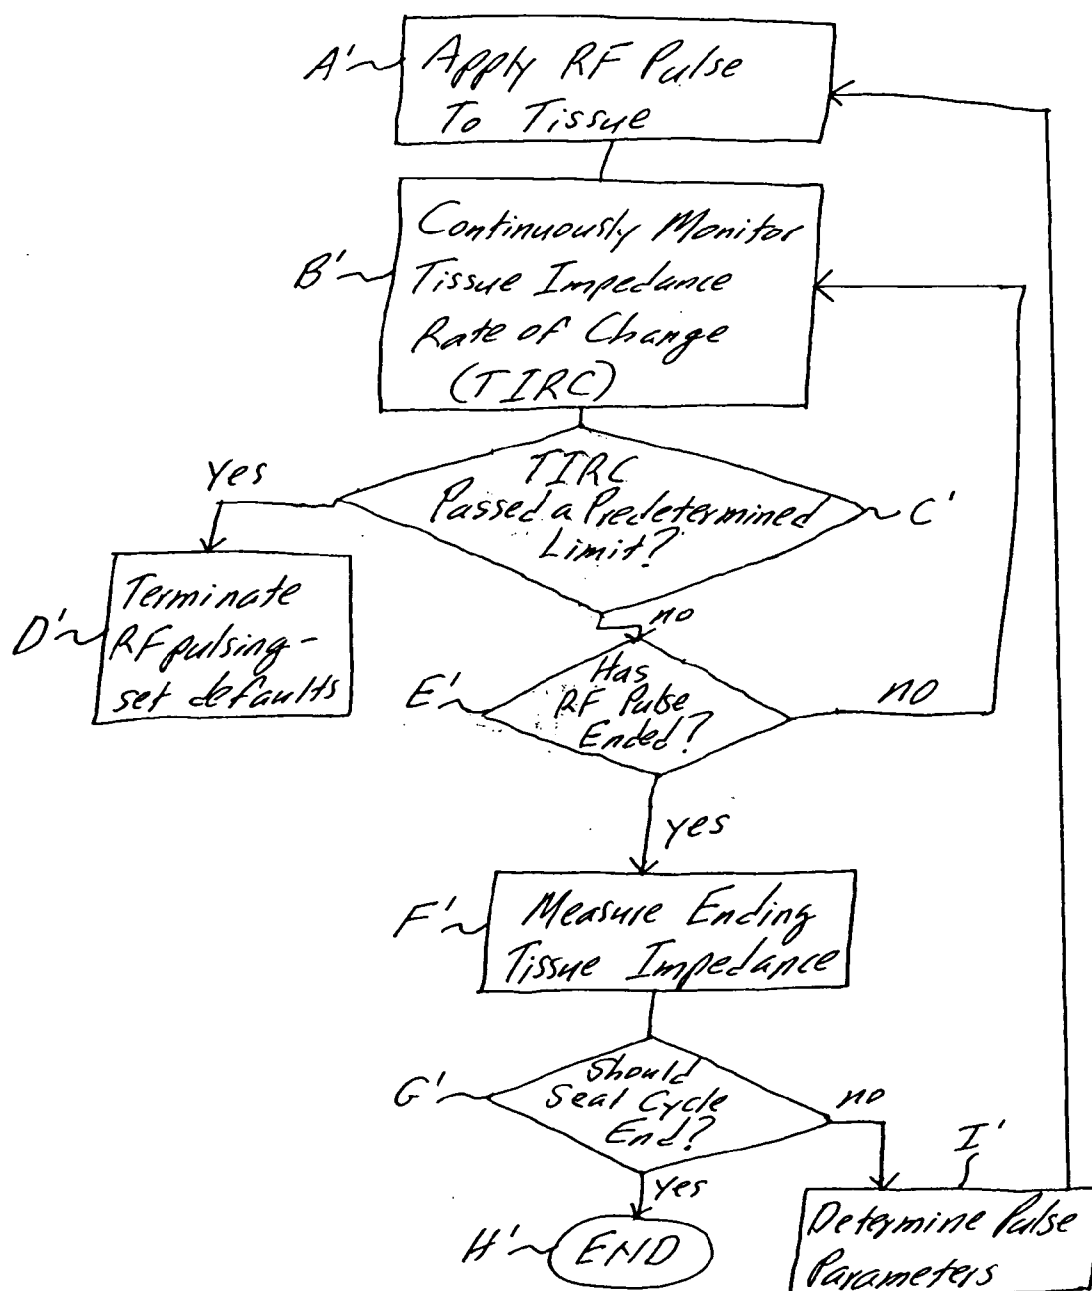 A'
Apply RF Pulse
To Tissue
B'
Continuously Monitor
Tissue Impedance
Rate of Change
(TIRC)
TIRC
Passed a Predetermined
Limit?
C'
yes
no
D'
Terminate
RF pulsing-
set defaults
E'
Has
RF Pulse
Ended?
no
yes
F'
Measure Ending
Tissue Impedance
G'
Should
Seal Cycle
End?
no
yes
H'
END
I'
Determine Pulse
Parameters